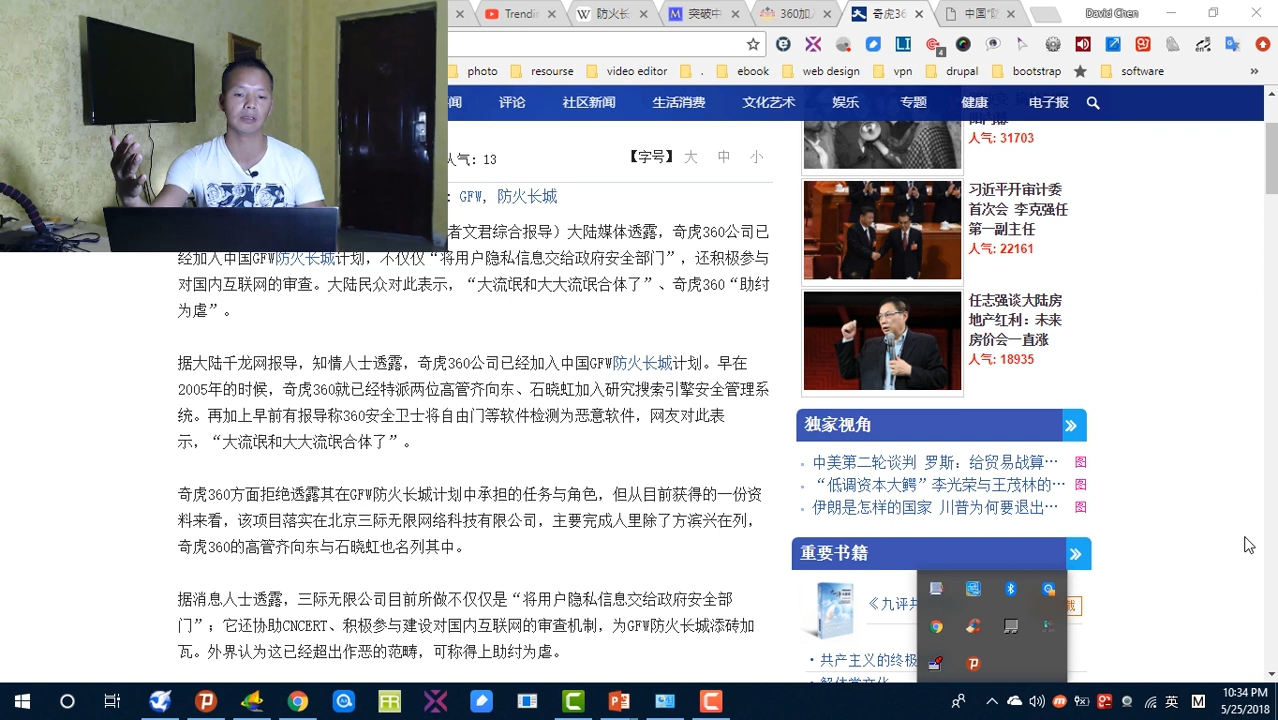 Trendin
防火长
突破中
360加入
奇虎36
中国"防
David Chen
photo
resourse
video editor
.
ebook
web design
vpn
drupal
bootstrap
software
»
闻
评论
社区新闻
生活消费
文化艺术
娱乐
专题
健康
电子报
人气: 13
【字号】 大 中 小
: GFW, 防火长城
者文君综合报导）大陆媒体透露，奇虎360公司已
经加入中国GFW防火长城计划，不仅仅“将用户隐私信息交给政府安全部门”，还积极参与
对国内互联网的审查。大陆民众对此表示，“大流氓和大大流氓合体了”、奇虎360“助纣
为虐”。
据大陆千龙网报导，知情人士透露，奇虎360公司已经加入中国GFW防火长城计划。早在
2005年的时候，奇虎360就已经特派两位高管齐向东、石晓虹加入研究搜索引擎安全管理系
统。再加上早前有报导称360安全卫士将自由门等软件检测为恶意软件，网友对此表
示，“大流氓和大大流氓合体了”。
奇虎360方面拒绝透露其在GFW防火长城计划中承担的任务与角色，但从目前获得的一份资
料来看，该项目落实在北京三际无限网络科技有限公司，主要完成人里除了方滨兴在列，
奇虎360的高管齐向东与石晓虹也名列其中。
据消息人士透露，三际无限公司目前所做不仅仅是“将用户隐私信息交给政府安全部
门”；它还协助CNCERT、积极参与建设对国内互联网的审查机制，为GFW防火长城添砖加
瓦。外界认为这已经超出作恶的范畴，可称得上助纣为虐。
人气: 31703
习近平开审计委
首次会 李克强任
第一副主任
人气: 22161
任志强谈大陆房
地产红利：未来
房价会一直涨
人气: 18935
独家视角 »
中美第二轮谈判 罗斯：给贸易战算… 图
“低调资本大鳄”李光荣与王茂林的… 图
伊朗是怎样的国家 川普为何要退出… 图
重要书籍 »
《九评共
共产主义的终极
英
10:34 PM
5/25/2018